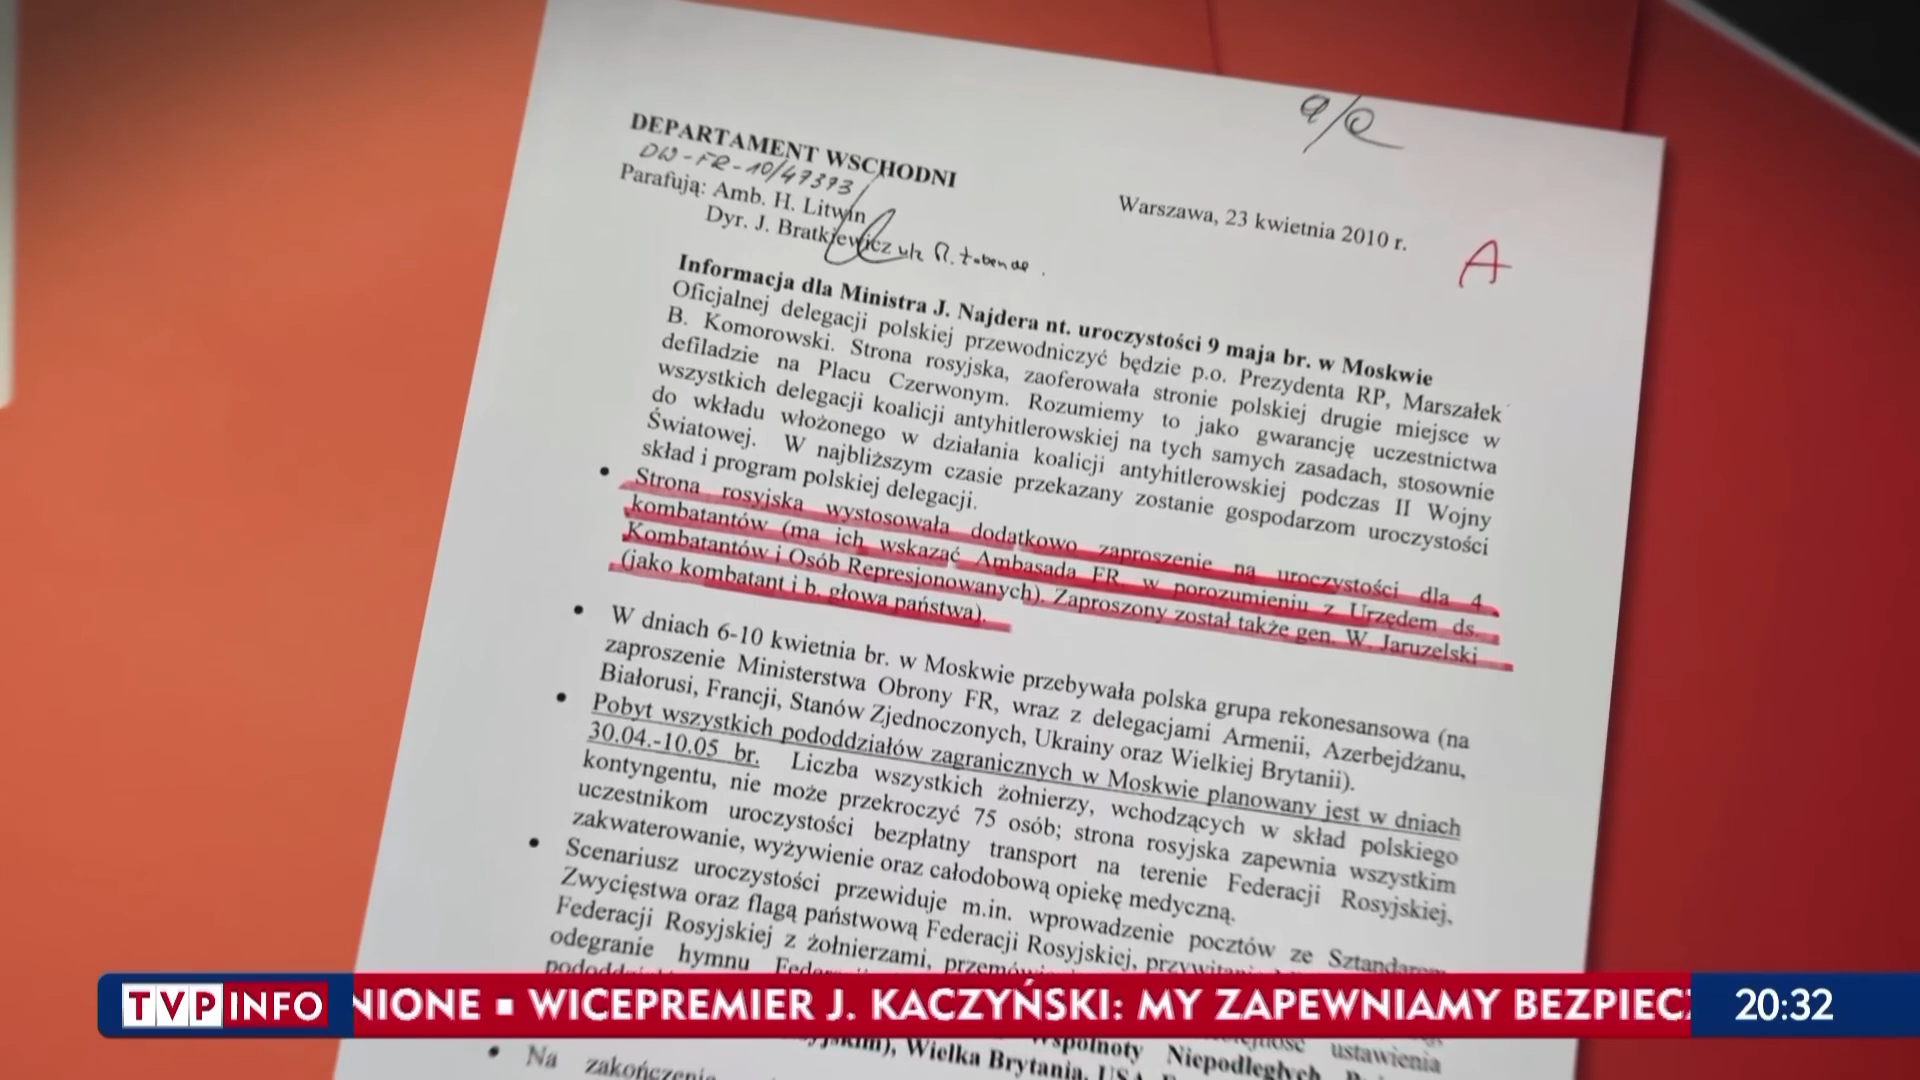 a/a
DEPARTAMENT WSCHODNI
DW-FR-10/47373
Parafują: Amb. H. Litwin
Dyr. J. Bratkiewicz
Warszawa, 23 kwietnia 2010 r.
A
Informacja dla Ministra J. Najdera nt. uroczystości 9 maja br. w Moskwie
Oficjalnej delegacji polskiej przewodniczyć będzie p.o. Prezydenta RP, Marszałek
B. Komorowski. Strona rosyjska, zaoferowała stronie polskiej drugie miejsce w
defiladzie na Placu Czerwonym. Rozumiemy to jako gwarancję uczestnictwa
wszystkich delegacji koalicji antyhitlerowskiej na tych samych zasadach, stosownie
do wkładu włożonego w działania koalicji antyhitlerowskiej podczas II Wojny
Światowej. W najbliższym czasie przekazany zostanie gospodarzom uroczystości
skład i program polskiej delegacji.
• Strona rosyjska wystosowała dodatkowo zaproszenie na uroczystości dla 4
kombatantów (ma ich wskazać Ambasada FR w porozumieniu z Urzędem ds.
Kombatantów i Osób Represjonowanych). Zaproszony został także gen. W. Jaruzelski
(jako kombatant i b. głowa państwa).
• W dniach 6-10 kwietnia br. w Moskwie przebywała polska grupa rekonesansowa (na
zaproszenie Ministerstwa Obrony FR, wraz z delegacjami Armenii, Azerbejdżanu,
Białorusi, Francji, Stanów Zjednoczonych, Ukrainy oraz Wielkiej Brytanii).
• Pobyt wszystkich pododdziałów zagranicznych w Moskwie planowany jest w dniach
30.04.-10.05 br. Liczba wszystkich żołnierzy, wchodzących w skład polskiego
kontyngentu, nie może przekroczyć 75 osób; strona rosyjska zapewnia wszystkim
uczestnikom uroczystości bezpłatny transport na terenie Federacji Rosyjskiej,
zakwaterowanie, wyżywienie oraz całodobową opiekę medyczną.
• Scenariusz uroczystości przewiduje m.in. wprowadzenie pocztów ze Sztandarem
Zwycięstwa oraz flagą państwową Federacji Rosyjskiej,
Federacji Rosyjskiej z żołnierzami,
odegranie hymnu
TVP INFO
NIONE ▪ WICEPREMIER J. KACZYŃSKI: MY ZAPEWNIAMY BEZPIECZ
20:32
ustawienia
Wspólnoty Niepodległych
Wielka Brytania, USA,
• Na zakończenie